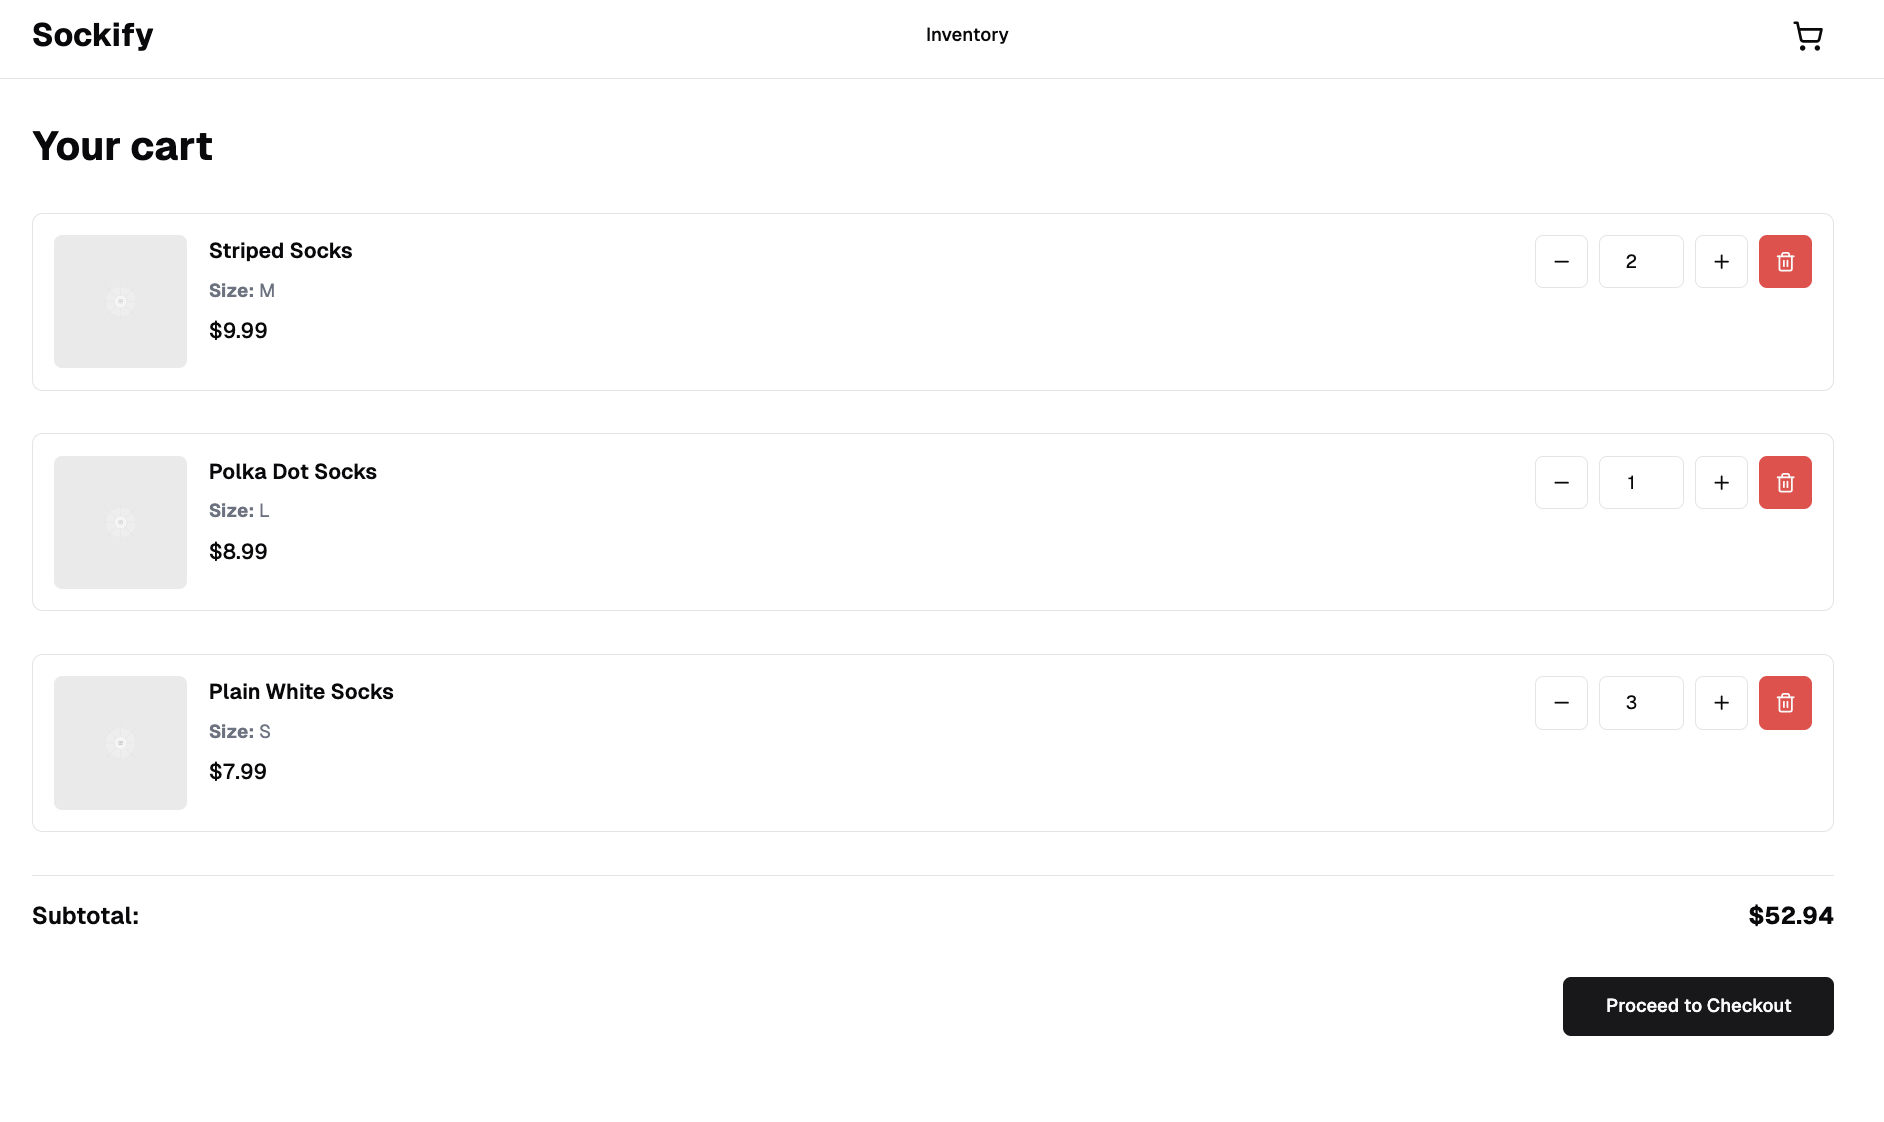 Sockify
Inventory
Your cart
Striped Socks
Size: M
$9.99
2
Polka Dot Socks
Size: L
$8.99
1
Plain White Socks
Size: S
$7.99
3
Subtotal:
$52.94
Proceed to Checkout